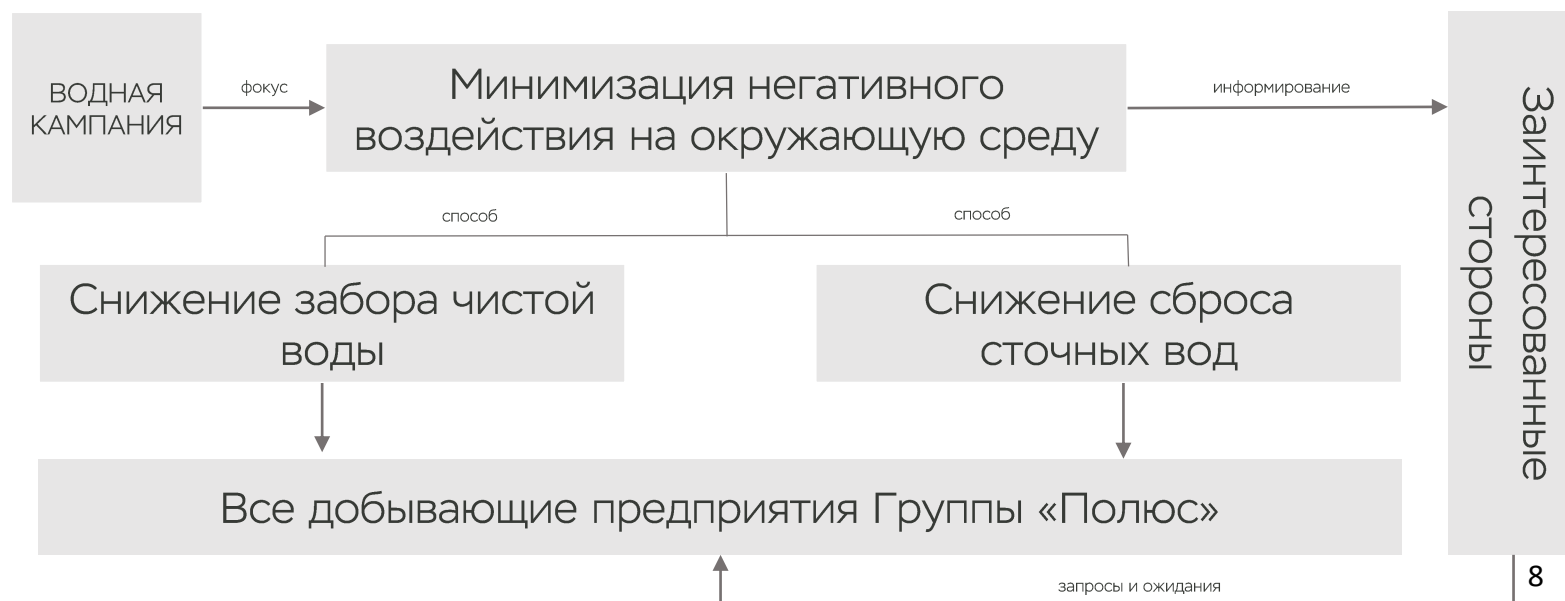 ВОДНАЯ
КАМПАНИЯ
фокус
Минимизация негативного
воздействия на окружающую среду
информирование
Заинтересованные
стороны
способ
способ
Снижение забора чистой
воды
Снижение сброса
сточных вод
Все добывающие предприятия Группы «Полюс»
запросы и ожидания
8